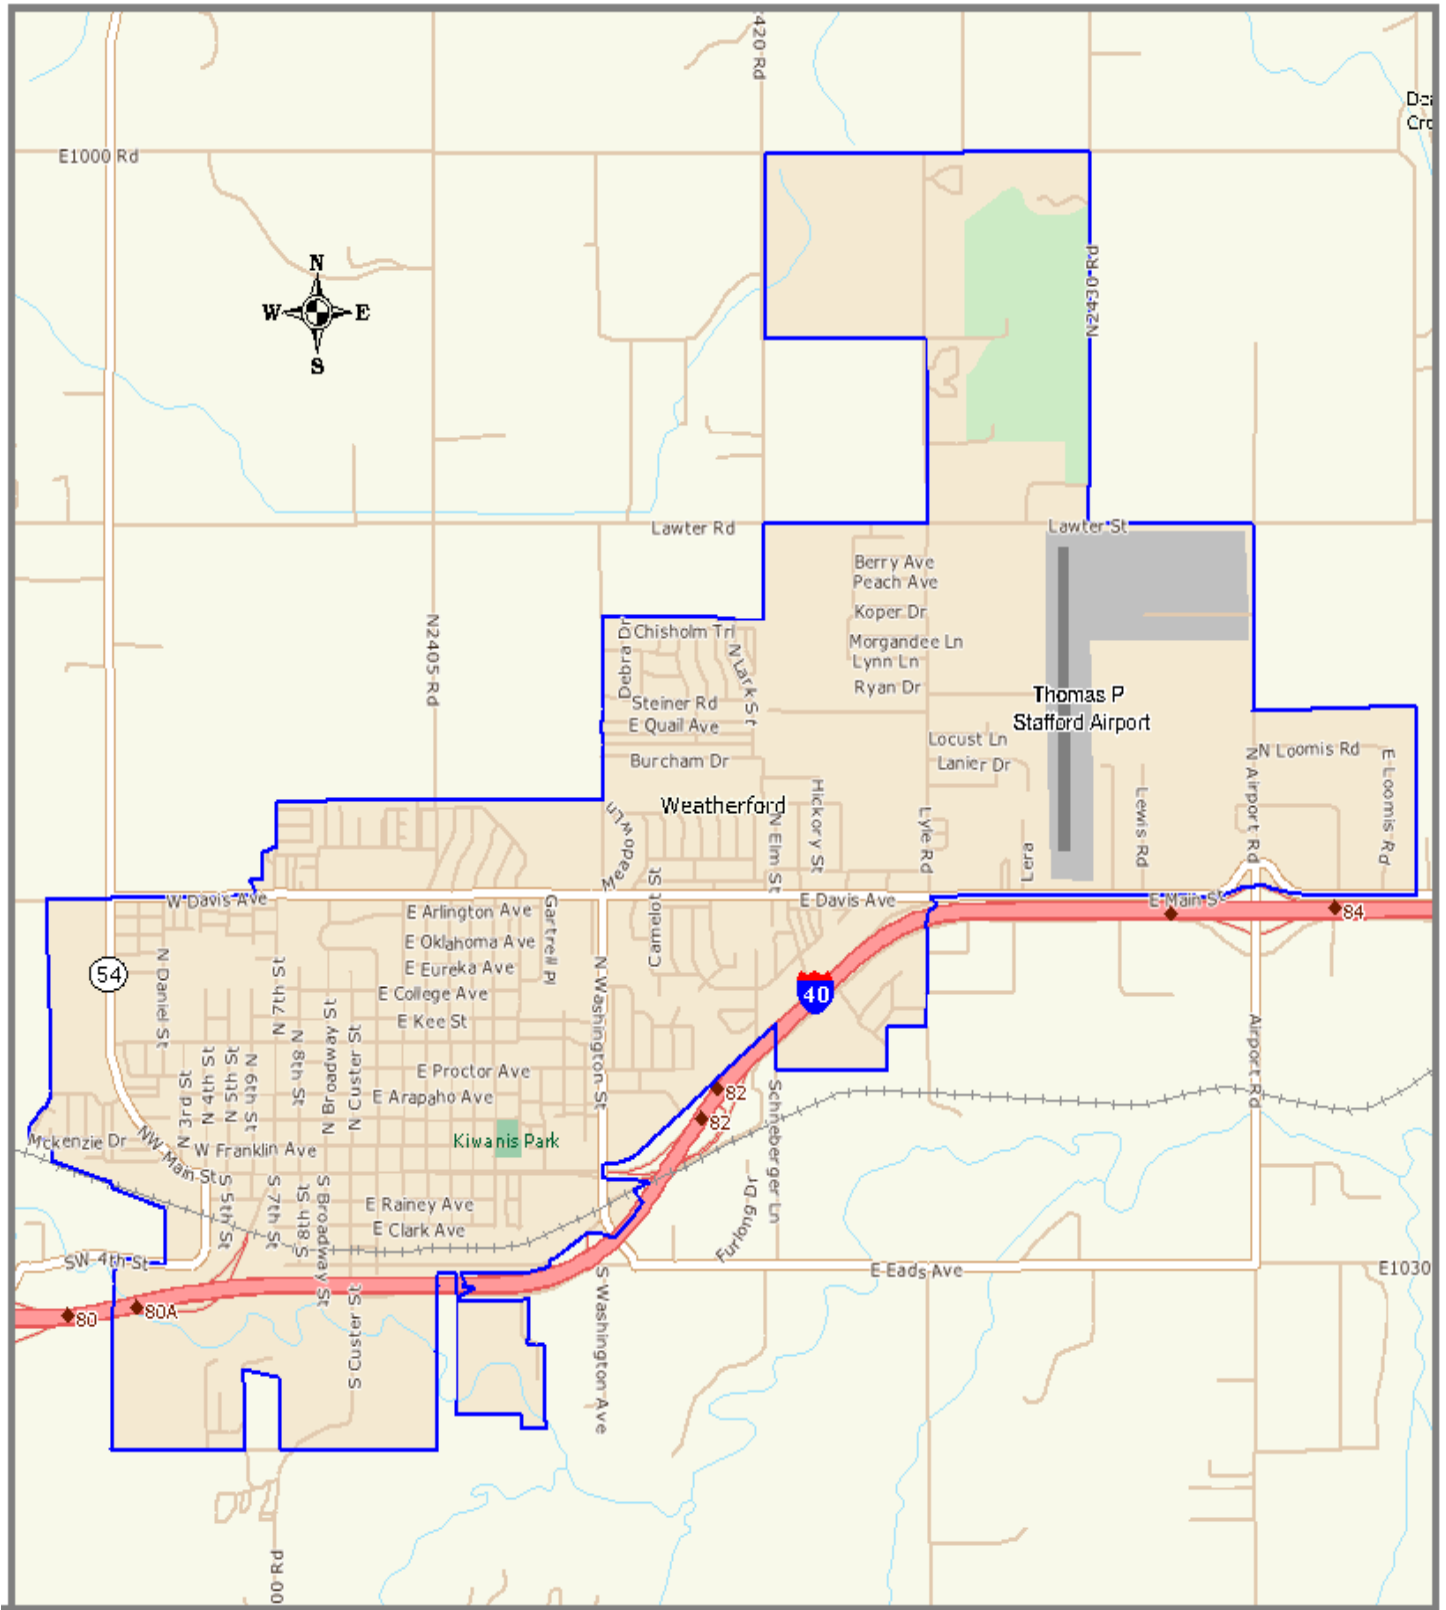 420 Rd
E1000 Rd
N
W
E
S
N2430 Rd
Lawter Rd
Lawter St
Berry Ave
Peach Ave
Koper Dr
Morgandee Ln
Lynn Ln
Ryan Dr
N2405 Rd
Debra Dr
Chisholm Trl
N Lark St
Steiner Rd
E Quail Ave
Burcham Dr
Thomas P
Stafford Airport
Locust Ln
Lanier Dr
N Loomis Rd
E Loomis Rd
N Airport Rd
Lewis Rd
Lera
Lyle Rd
Hickory St
N Elm St
Weatherford
Meadow Ln
Camelot St
W Davis Ave
E Davis Ave
E Main St
84
E Arlington Ave
Gartrell Pl
E Oklahoma Ave
E Eureka Ave
E College Ave
E Kee St
54
N Daniel St
N 7th St
N Washington St
40
N 3rd St
N 4th St
N 5th St
N 6th St
N 8th St
N Broadway St
N Custer St
E Proctor Ave
E Arapaho Ave
Airport Rd
82
82
Schneberger Ln
Kiwanis Park
Mckenzie Dr
NW Main St
W Franklin Ave
S 5th St
S 7th St
S 8th St
S Broadway St
E Rainey Ave
E Clark Ave
Furlong Dr
SW 4th St
E Eads Ave
E1030
80
80A
S Custer St
S Washington Ave
00 Rd